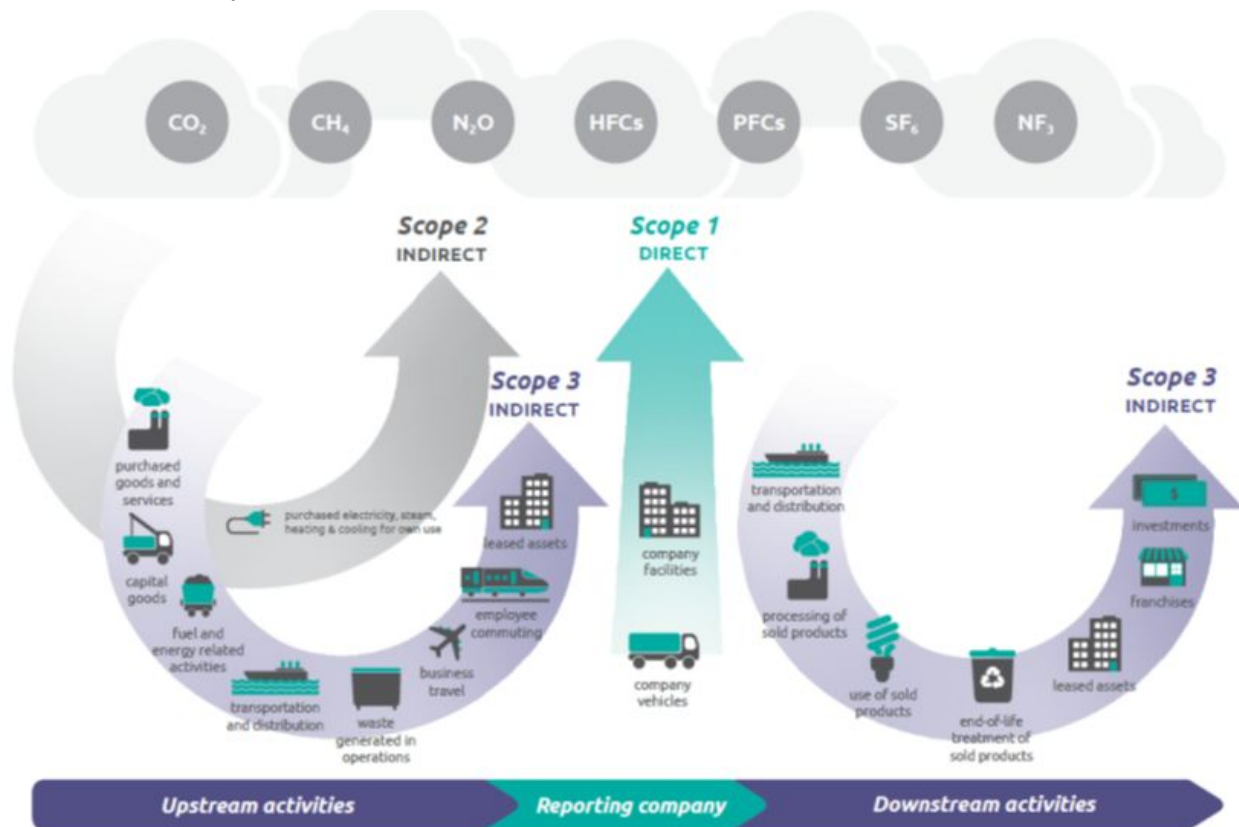 CO₂
CH₄
N₂O
HFCs
PFCs
SF₆
NF₃
Scope 2
INDIRECT
Scope 1
DIRECT
Scope 3
INDIRECT
Scope 3
INDIRECT
purchased
goods and
services
capital
goods
fuel and
energy related
activities
transportation
and distribution
waste
generated in
operations
business
travel
employee
commuting
leased assets
purchased electricity, steam,
heating & cooling for own use
company
facilities
company
vehicles
transportation
and distribution
processing of
sold products
use of sold
products
end-of-life
treatment of
sold products
leased assets
franchises
$
investments
Upstream activities
Reporting company
Downstream activities